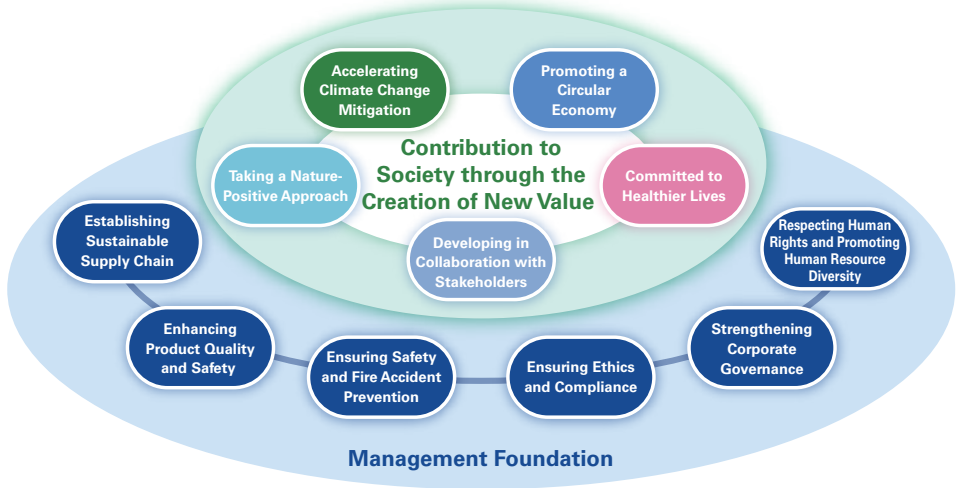 Accelerating
Climate Change
Mitigation
Promoting a
Circular
Economy
Contribution to
Society through the
Creation of New Value
Taking a Nature-
Positive Approach
Committed to
Healthier Lives
Developing in
Collaboration with
Stakeholders
Establishing
Sustainable
Supply Chain
Respecting Human
Rights and Promoting
Human Resource
Diversity
Enhancing
Product Quality
and Safety
Ensuring Safety
and Fire Accident
Prevention
Ensuring Ethics
and Compliance
Strengthening
Corporate
Governance
Management Foundation